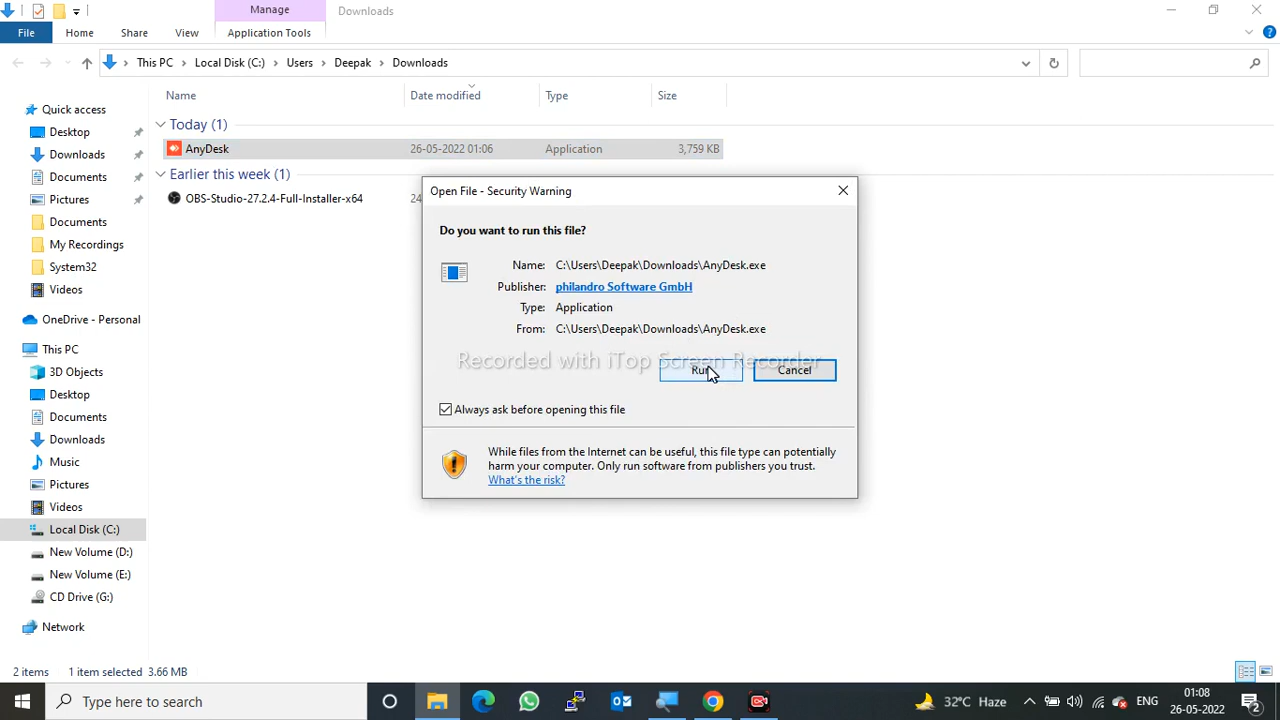 Manage
Downloads
File
Home
Share
View
Application Tools
This PC
Local Disk (C:)
Users
Deepak
Downloads
Name
Date modified
Type
Size
Quick access
Desktop
Downloads
Documents
Pictures
Documents
My Recordings
System32
Videos
OneDrive - Personal
This PC
3D Objects
Desktop
Documents
Downloads
Music
Pictures
Videos
Local Disk (C:)
New Volume (D:)
New Volume (E:)
CD Drive (G:)
Network
Today (1)
AnyDesk 26-05-2022 01:06 Application 3,759 KB
Earlier this week (1)
OBS-Studio-27.2.4-Full-Installer-x64 24
Open File - Security Warning
Do you want to run this file?
Name: C:\Users\Deepak\Downloads\AnyDesk.exe
Publisher: philandro Software GmbH
Type: Application
From: C:\Users\Deepak\Downloads\AnyDesk.exe
Recorded with iTop Screen Recorder
Run Cancel
Always ask before opening this file
While files from the Internet can be useful, this file type can potentially
harm your computer. Only run software from publishers you trust.
What's the risk?
2 items 1 item selected 3.66 MB
Type here to search
32°C Haze
ENG
01:08
26-05-2022
2